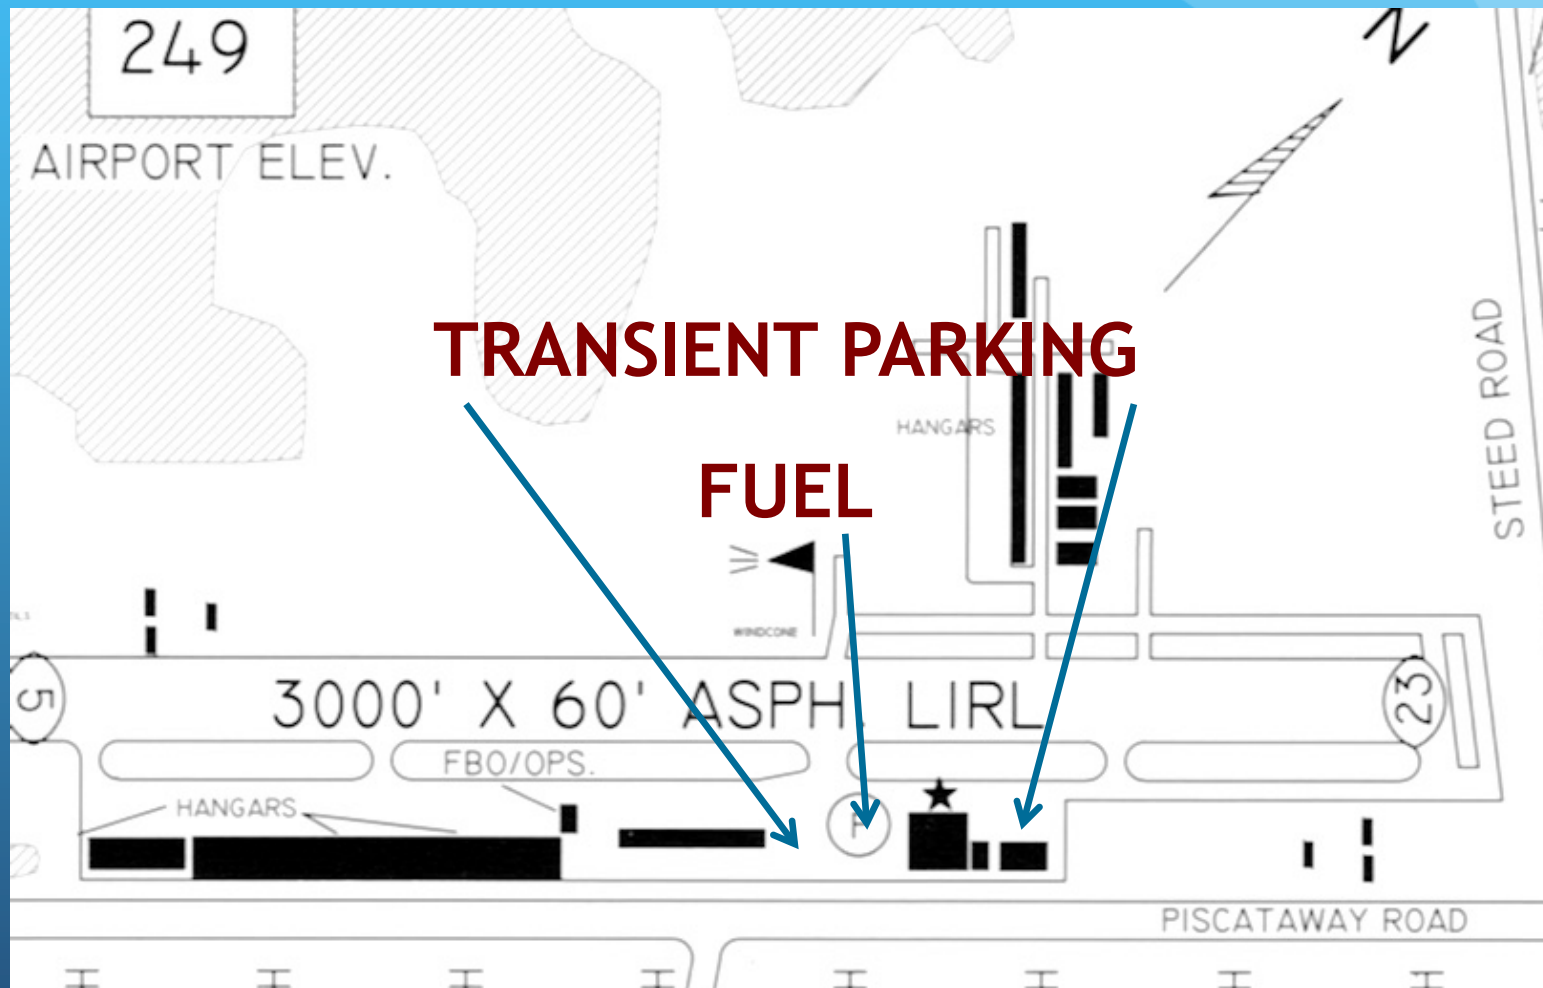 249
N
AIRPORT ELEV.
TRANSIENT PARKING
HANGARS
STEED ROAD
FUEL
WINDCONE
5
3000' X 60' ASPH. LIRL
23
FBO/OPS.
HANGARS
F
PISCATAWAY ROAD
H H H H H H H H